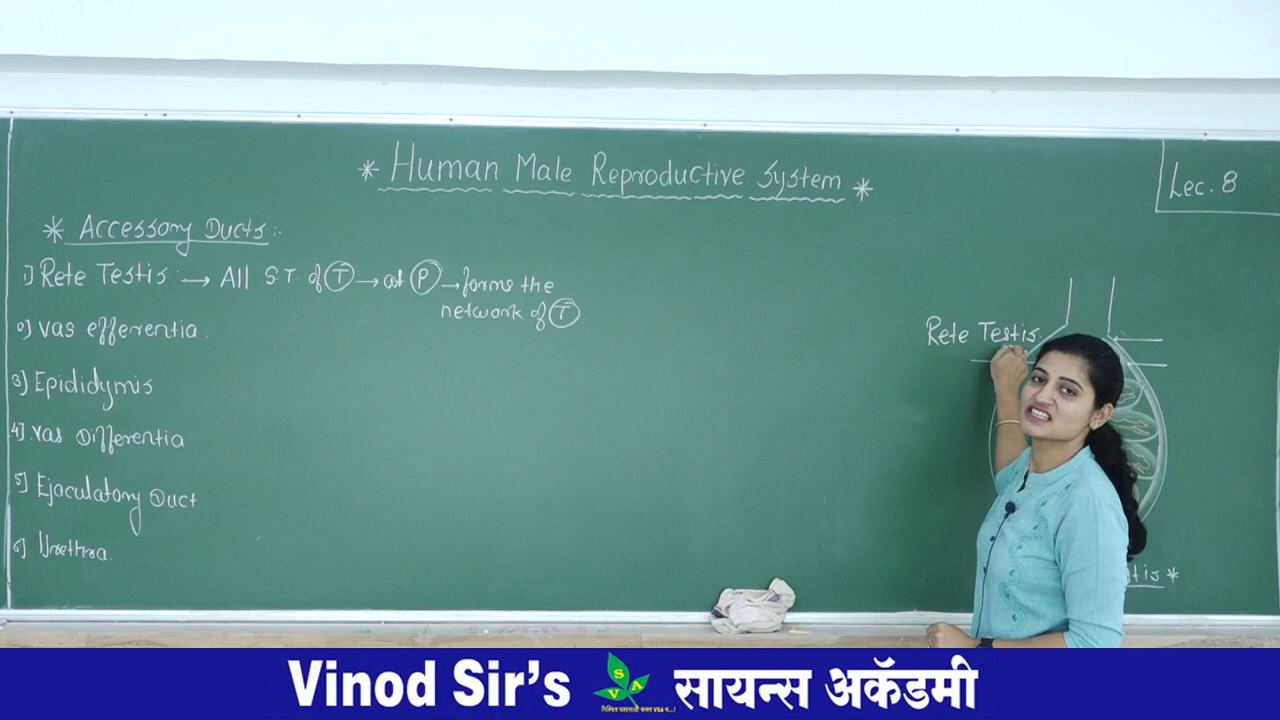 * Human Male Reproductive System *
Lec. 8
* Accessory Ducts:-
1] Rete Testis → All S.T. of (T) → at (P) → forms the
network of (T)
2] Vas efferentia.
3] Epididymis
4] Vas Differentia
5] Ejaculatory Duct
6] Urethra.
Rete Testis.
tis *
Vinod Sir's SVA सायन्स अकॅडमी